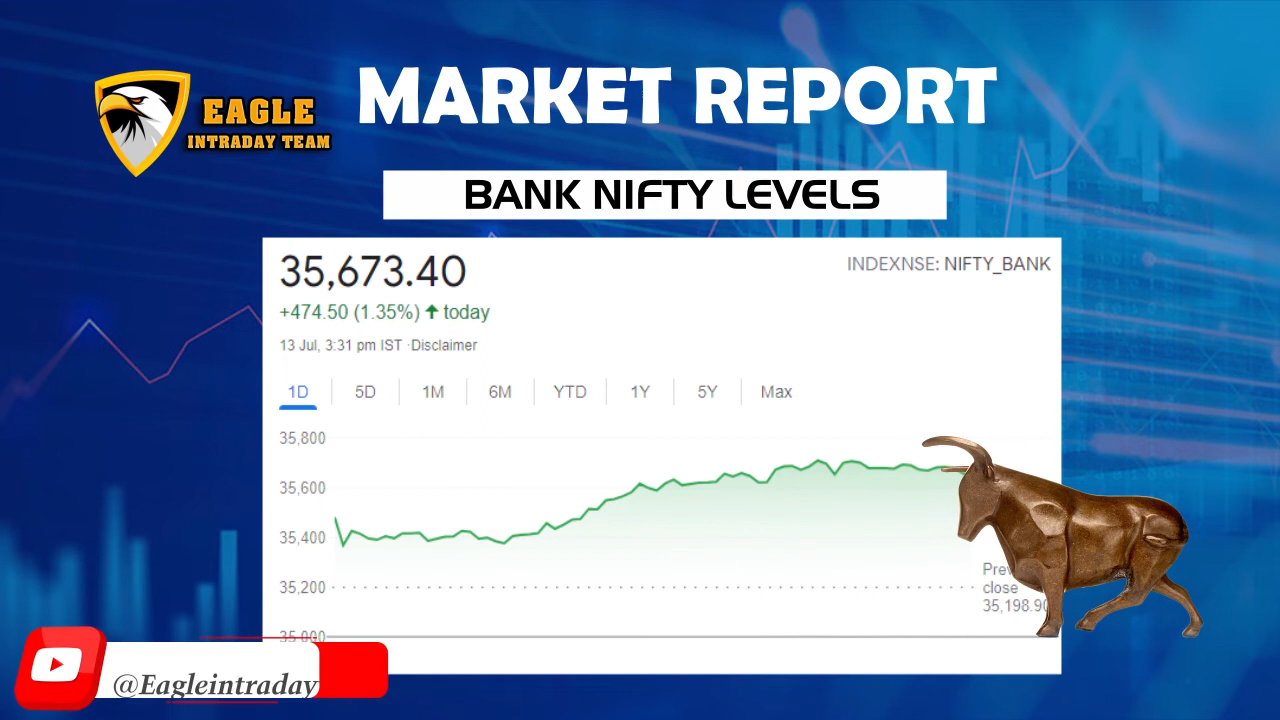 MARKET REPORT
EAGLE
INTRADAY TEAM
BANK NIFTY LEVELS
35,673.40
INDEXNSE: NIFTY_BANK
+474.50 (1.35%) ↑ today
13 Jul, 3:31 pm IST ·Disclaimer
1D 5D 1M 6M YTD 1Y 5Y Max
35,800
35,600
35,400
35,200
close
35,198.90
35 000
@Eagleintraday